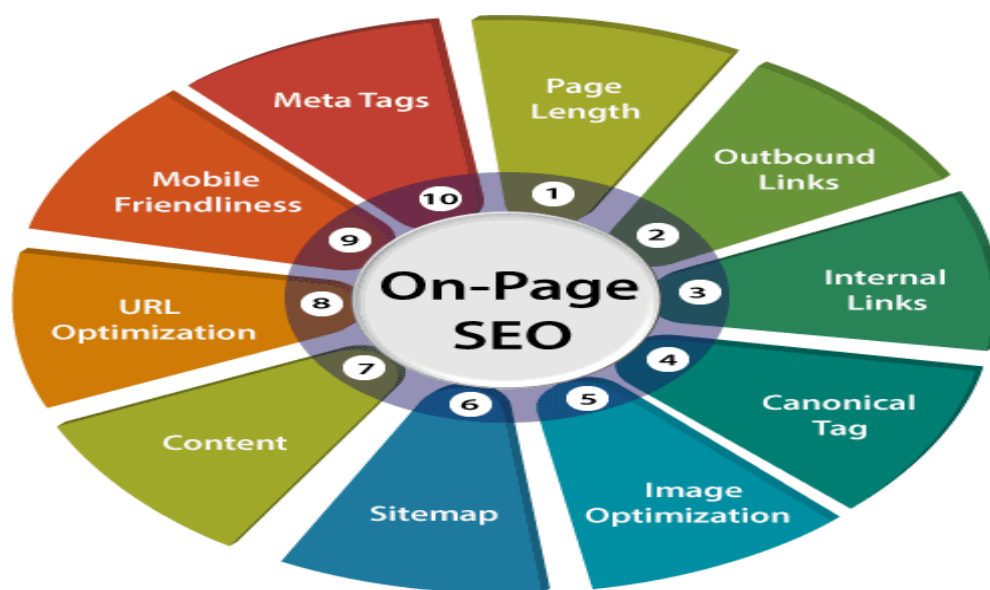 On-Page
SEO
1
Page
Length
2
Outbound
Links
3
Internal
Links
4
Canonical
Tag
5
Image
Optimization
6
Sitemap
7
Content
8
URL
Optimization
9
Mobile
Friendliness
10
Meta Tags